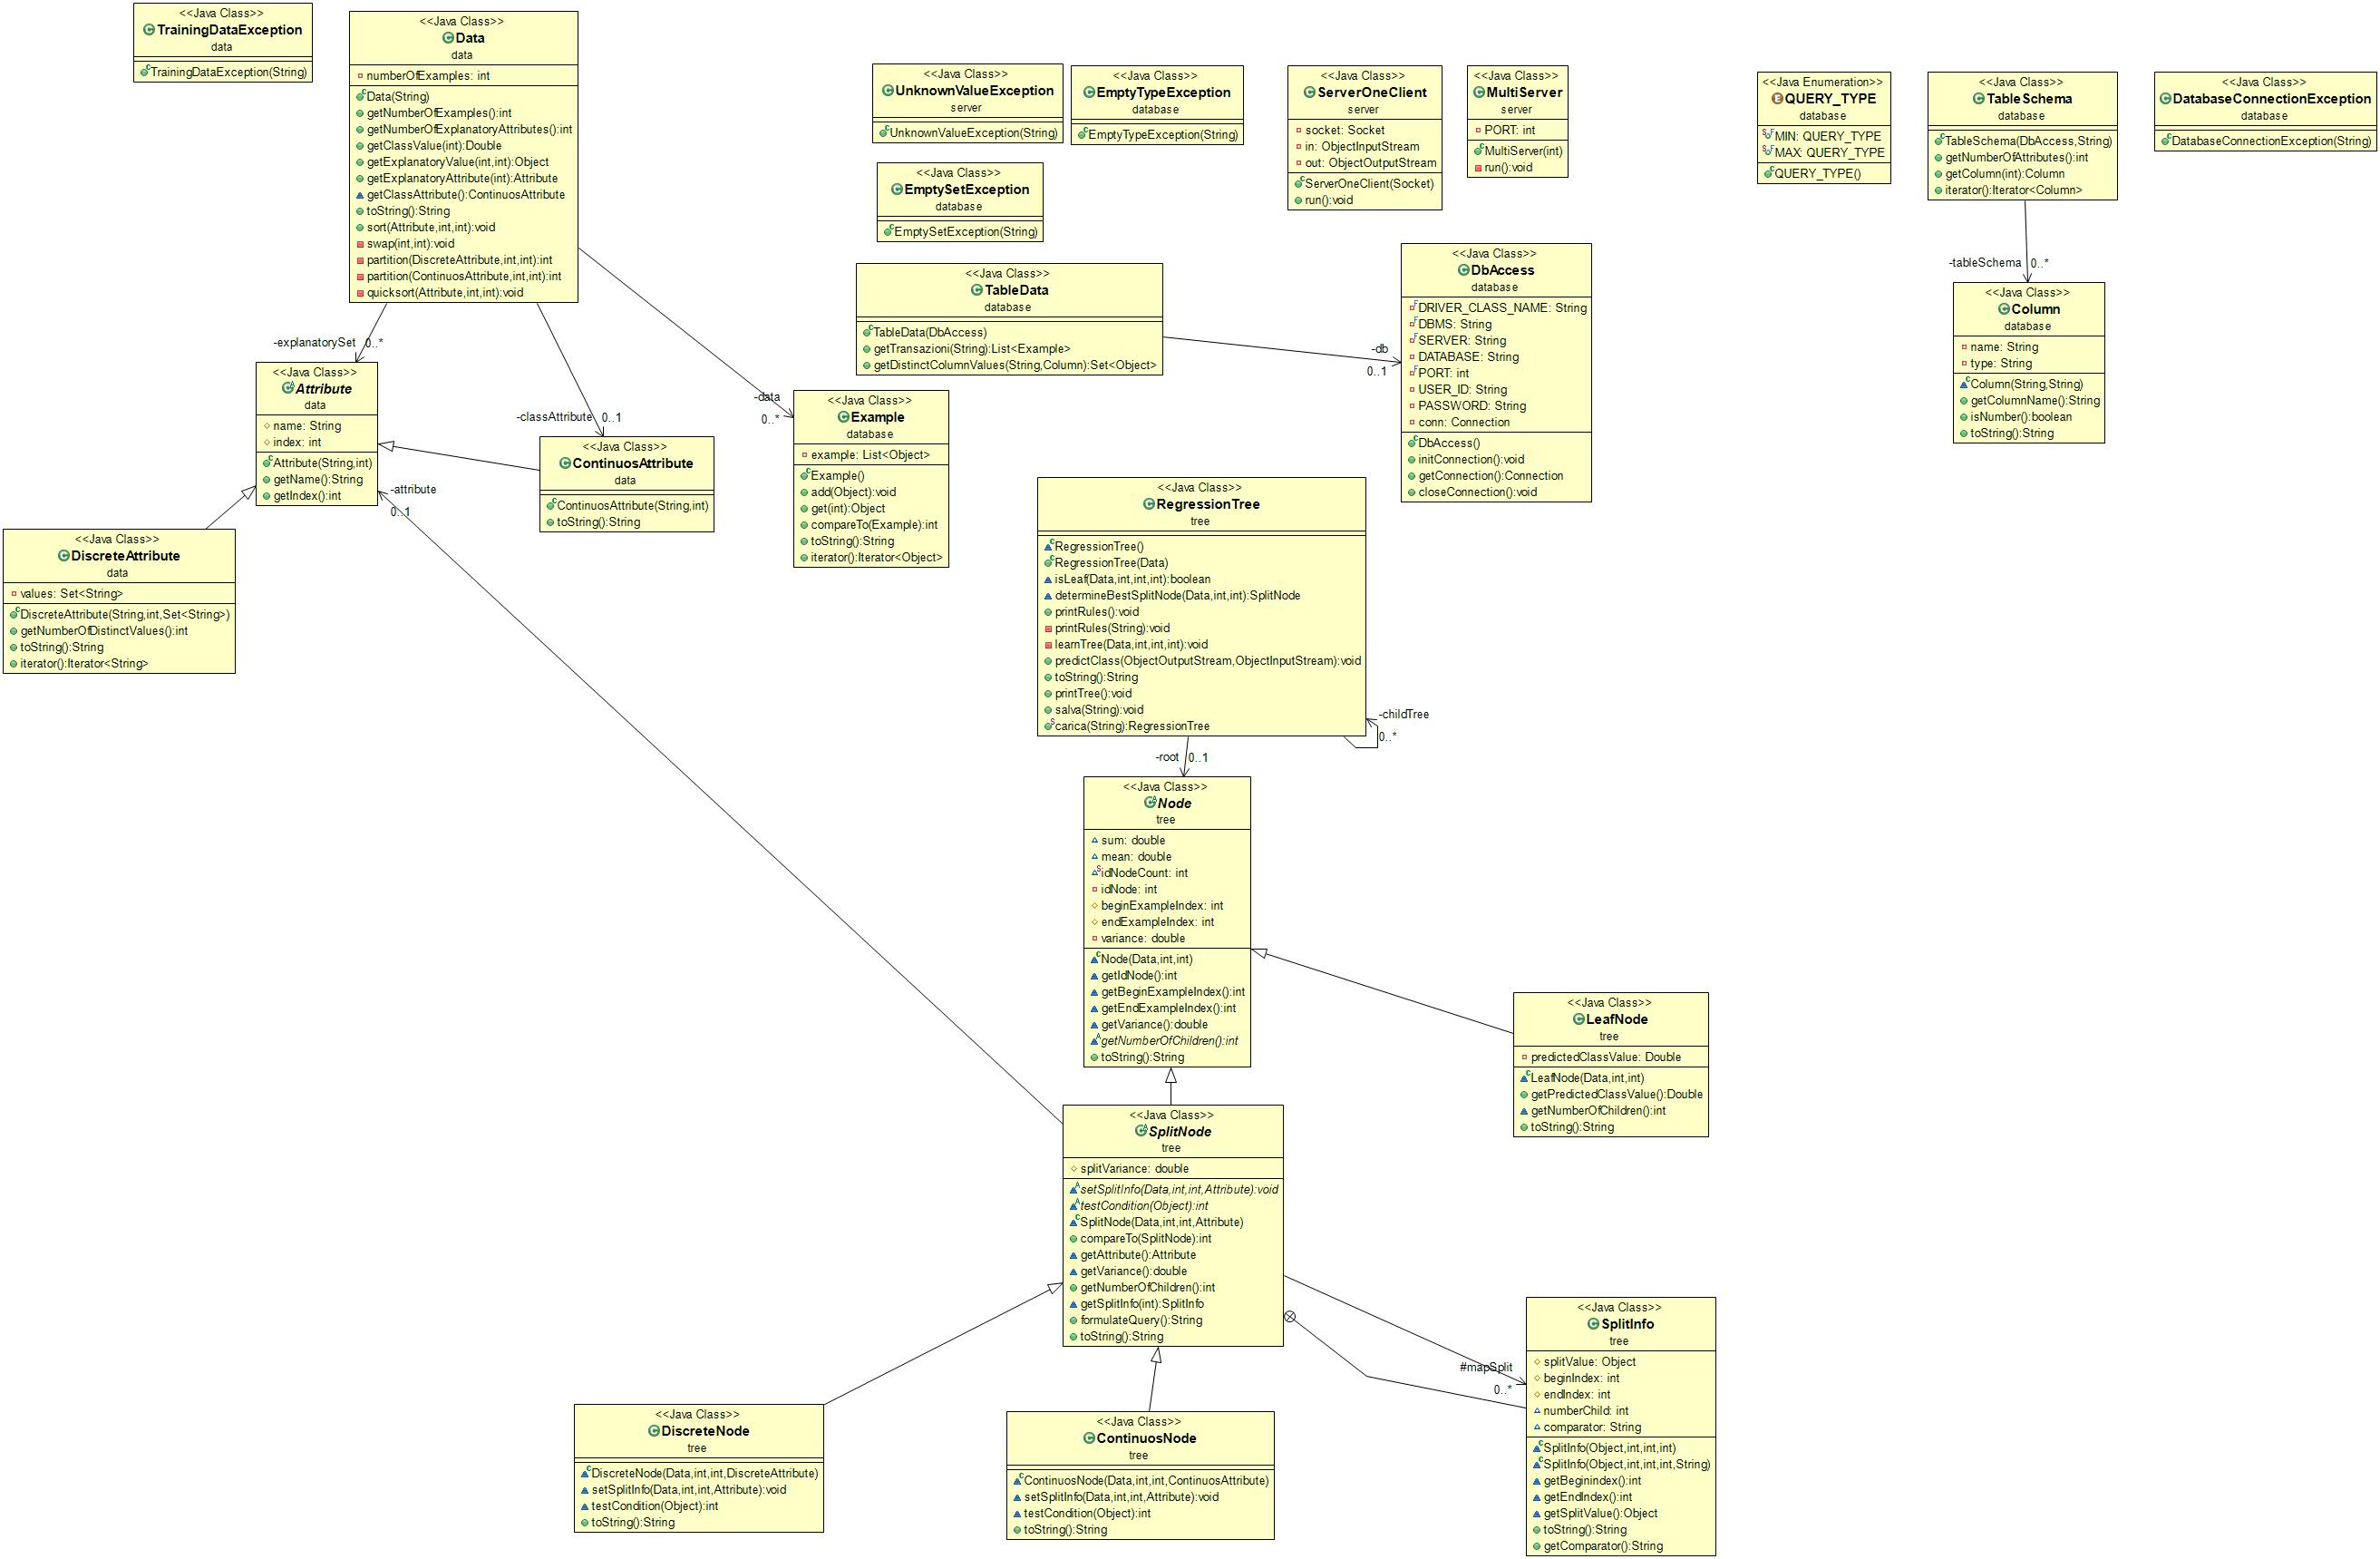 <<Java Class>>
TrainingDataException
data
TrainingDataException(String)
<<Java Class>>
Data
data
numberOfExamples: int
Data(String)
getNumberOfExamples():int
getNumberOfExplanatoryAttributes():int
getClassValue(int):Double
getExplanatoryValue(int,int):Object
getExplanatoryAttribute(int):Attribute
getClassAttribute():ContinuosAttribute
toString():String
sort(Attribute,int,int):void
swap(int,int):void
partition(DiscreteAttribute,int,int):int
partition(ContinuosAttribute,int,int):int
quicksort(Attribute,int,int):void
<<Java Class>>
UnknownValueException
server
UnknownValueException(String)
<<Java Class>>
EmptyTypeException
database
EmptyTypeException(String)
<<Java Class>>
ServerOneClient
server
socket: Socket
in: ObjectInputStream
out: ObjectOutputStream
ServerOneClient(Socket)
run():void
<<Java Class>>
MultiServer
server
PORT: int
MultiServer(int)
run():void
<<Java Enumeration>>
QUERY_TYPE
database
MIN: QUERY_TYPE
MAX: QUERY_TYPE
QUERY_TYPE()
<<Java Class>>
TableSchema
database
TableSchema(DbAccess,String)
getNumberOfAttributes():int
getColumn(int):Column
iterator():Iterator<Column>
<<Java Class>>
DatabaseConnectionException
database
DatabaseConnectionException(String)
<<Java Class>>
EmptySetException
database
EmptySetException(String)
<<Java Class>>
TableData
database
TableData(DbAccess)
getTransazioni(String):List<Example>
getDistinctColumnValues(String,Column):Set<Object>
-db
0..1
<<Java Class>>
DbAccess
database
DRIVER_CLASS_NAME: String
DBMS: String
SERVER: String
DATABASE: String
PORT: int
USER_ID: String
PASSWORD: String
conn: Connection
DbAccess()
initConnection():void
getConnection():Connection
closeConnection():void
-tableSchema 0..*
<<Java Class>>
Column
database
name: String
type: String
Column(String,String)
getColumnName():String
isNumber():boolean
toString():String
-explanatorySet 0..*
<<Java Class>>
Attribute
data
name: String
index: int
Attribute(String,int)
getName():String
getIndex():int
-classAttribute 0..1
<<Java Class>>
ContinuosAttribute
data
ContinuosAttribute(String,int)
toString():String
-data
0..*
<<Java Class>>
Example
database
example: List<Object>
Example()
add(Object):void
get(int):Object
compareTo(Example):int
toString():String
iterator():Iterator<Object>
-attribute
0..1
<<Java Class>>
DiscreteAttribute
data
values: Set<String>
DiscreteAttribute(String,int,Set<String>)
getNumberOfDistinctValues():int
toString():String
iterator():Iterator<String>
<<Java Class>>
RegressionTree
tree
RegressionTree()
RegressionTree(Data)
isLeaf(Data,int,int,int):boolean
determineBestSplitNode(Data,int,int):SplitNode
printRules():void
printRules(String):void
learnTree(Data,int,int,int):void
predictClass(ObjectOutputStream,ObjectInputStream):void
toString():String
printTree():void
salva(String):void
carica(String):RegressionTree
-childTree
0..*
-root 0..1
<<Java Class>>
Node
tree
sum: double
mean: double
idNodeCount: int
idNode: int
beginExampleIndex: int
endExampleIndex: int
variance: double
Node(Data,int,int)
getIdNode():int
getBeginExampleIndex():int
getEndExampleIndex():int
getVariance():double
getNumberOfChildren():int
toString():String
<<Java Class>>
LeafNode
tree
predictedClassValue: Double
LeafNode(Data,int,int)
getPredictedClassValue():Double
getNumberOfChildren():int
toString():String
<<Java Class>>
SplitNode
tree
splitVariance: double
setSplitInfo(Data,int,int,Attribute):void
testCondition(Object):int
SplitNode(Data,int,int,Attribute)
compareTo(SplitNode):int
getAttribute():Attribute
getVariance():double
getNumberOfChildren():int
getSplitInfo(int):SplitInfo
formulateQuery():String
toString():String
#mapSplit
0..*
<<Java Class>>
SplitInfo
tree
splitValue: Object
beginIndex: int
endIndex: int
numberChild: int
comparator: String
SplitInfo(Object,int,int,int)
SplitInfo(Object,int,int,int,String)
getBeginindex():int
getEndIndex():int
getSplitValue():Object
toString():String
getComparator():String
<<Java Class>>
DiscreteNode
tree
DiscreteNode(Data,int,int,DiscreteAttribute)
setSplitInfo(Data,int,int,Attribute):void
testCondition(Object):int
toString():String
<<Java Class>>
ContinuosNode
tree
ContinuosNode(Data,int,int,ContinuosAttribute)
setSplitInfo(Data,int,int,Attribute):void
testCondition(Object):int
toString():String